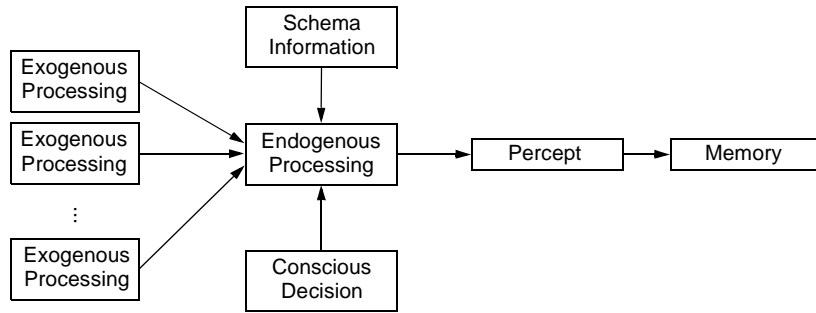 Schema
Information
Exogenous
Processing
Exogenous
Processing
...
Exogenous
Processing
Endogenous
Processing
Percept
Memory
Conscious
Decision